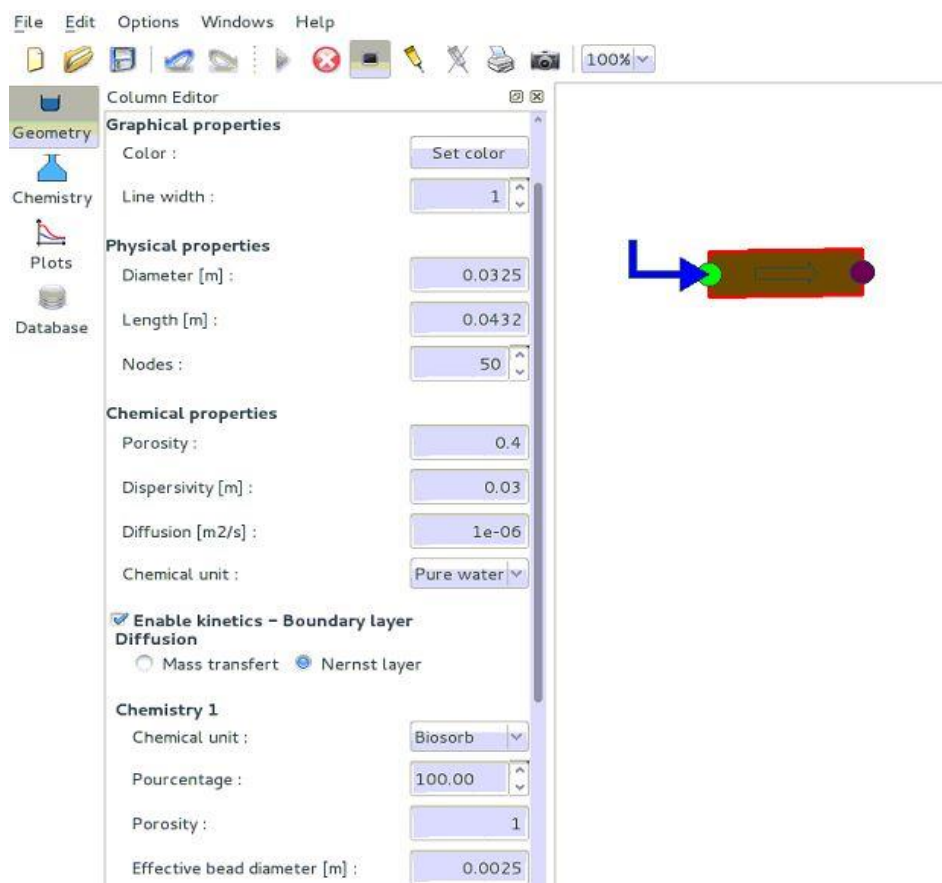 File Edit Options Windows Help
100%
Column Editor
Geometry
Chemistry
Plots
Database
Graphical properties
Color : Set color
Line width : 1
Physical properties
Diameter [m] : 0.0325
Length [m] : 0.0432
Nodes : 50
Chemical properties
Porosity : 0.4
Dispersivity [m] : 0.03
Diffusion [m2/s] : 1e-06
Chemical unit : Pure water
Enable kinetics – Boundary layer
Diffusion
Mass transfert Nernst layer
Chemistry 1
Chemical unit : Biosorb
Pourcentage : 100.00
Porosity : 1
Effective bead diameter [m] : 0.0025